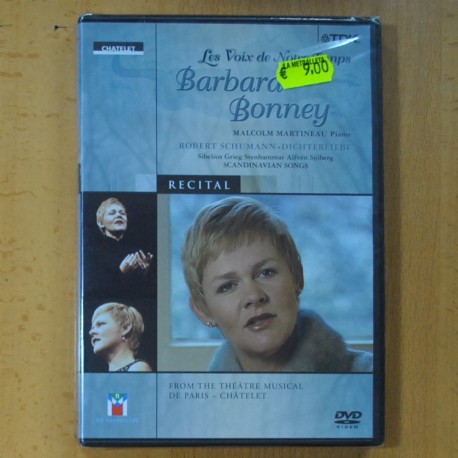 CHATELET
TDK
Les Voix de Notre Temps
LA METRALLETA
€ 9,00
Barbara
Bonney
MALCOLM MARTINEAU Piano
ROBERT SCHUMANN • DICHTERLIEBE
Sibelius Grieg Stenhammar Alfvén Sjöberg
SCANDINAVIAN SONGS
RECITAL
FROM THE THÉÂTRE MUSICAL
DE PARIS - CHÂTELET
DVD
VIDEO